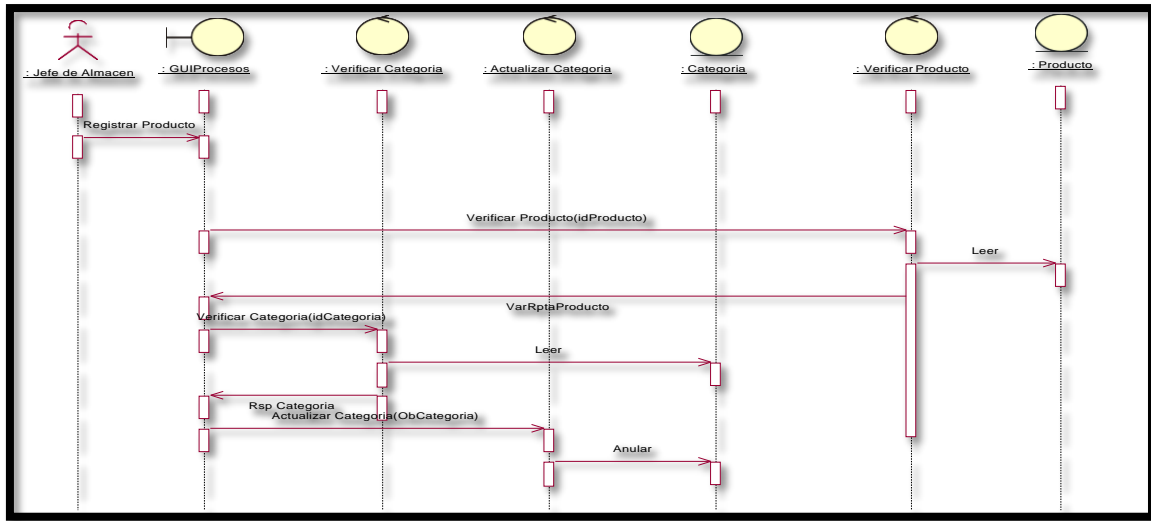 : Jefe de Almacen
: GUIProcesos
: Verificar Categoria
: Actualizar Categoria
: Categoria
: Verificar Producto
: Producto
Registrar Producto
Verificar Producto(idProducto)
Leer
VarRptaProducto
Verificar Categoria(idCategoria)
Leer
Rsp Categoria
Actualizar Categoria(ObCategoria)
Anular